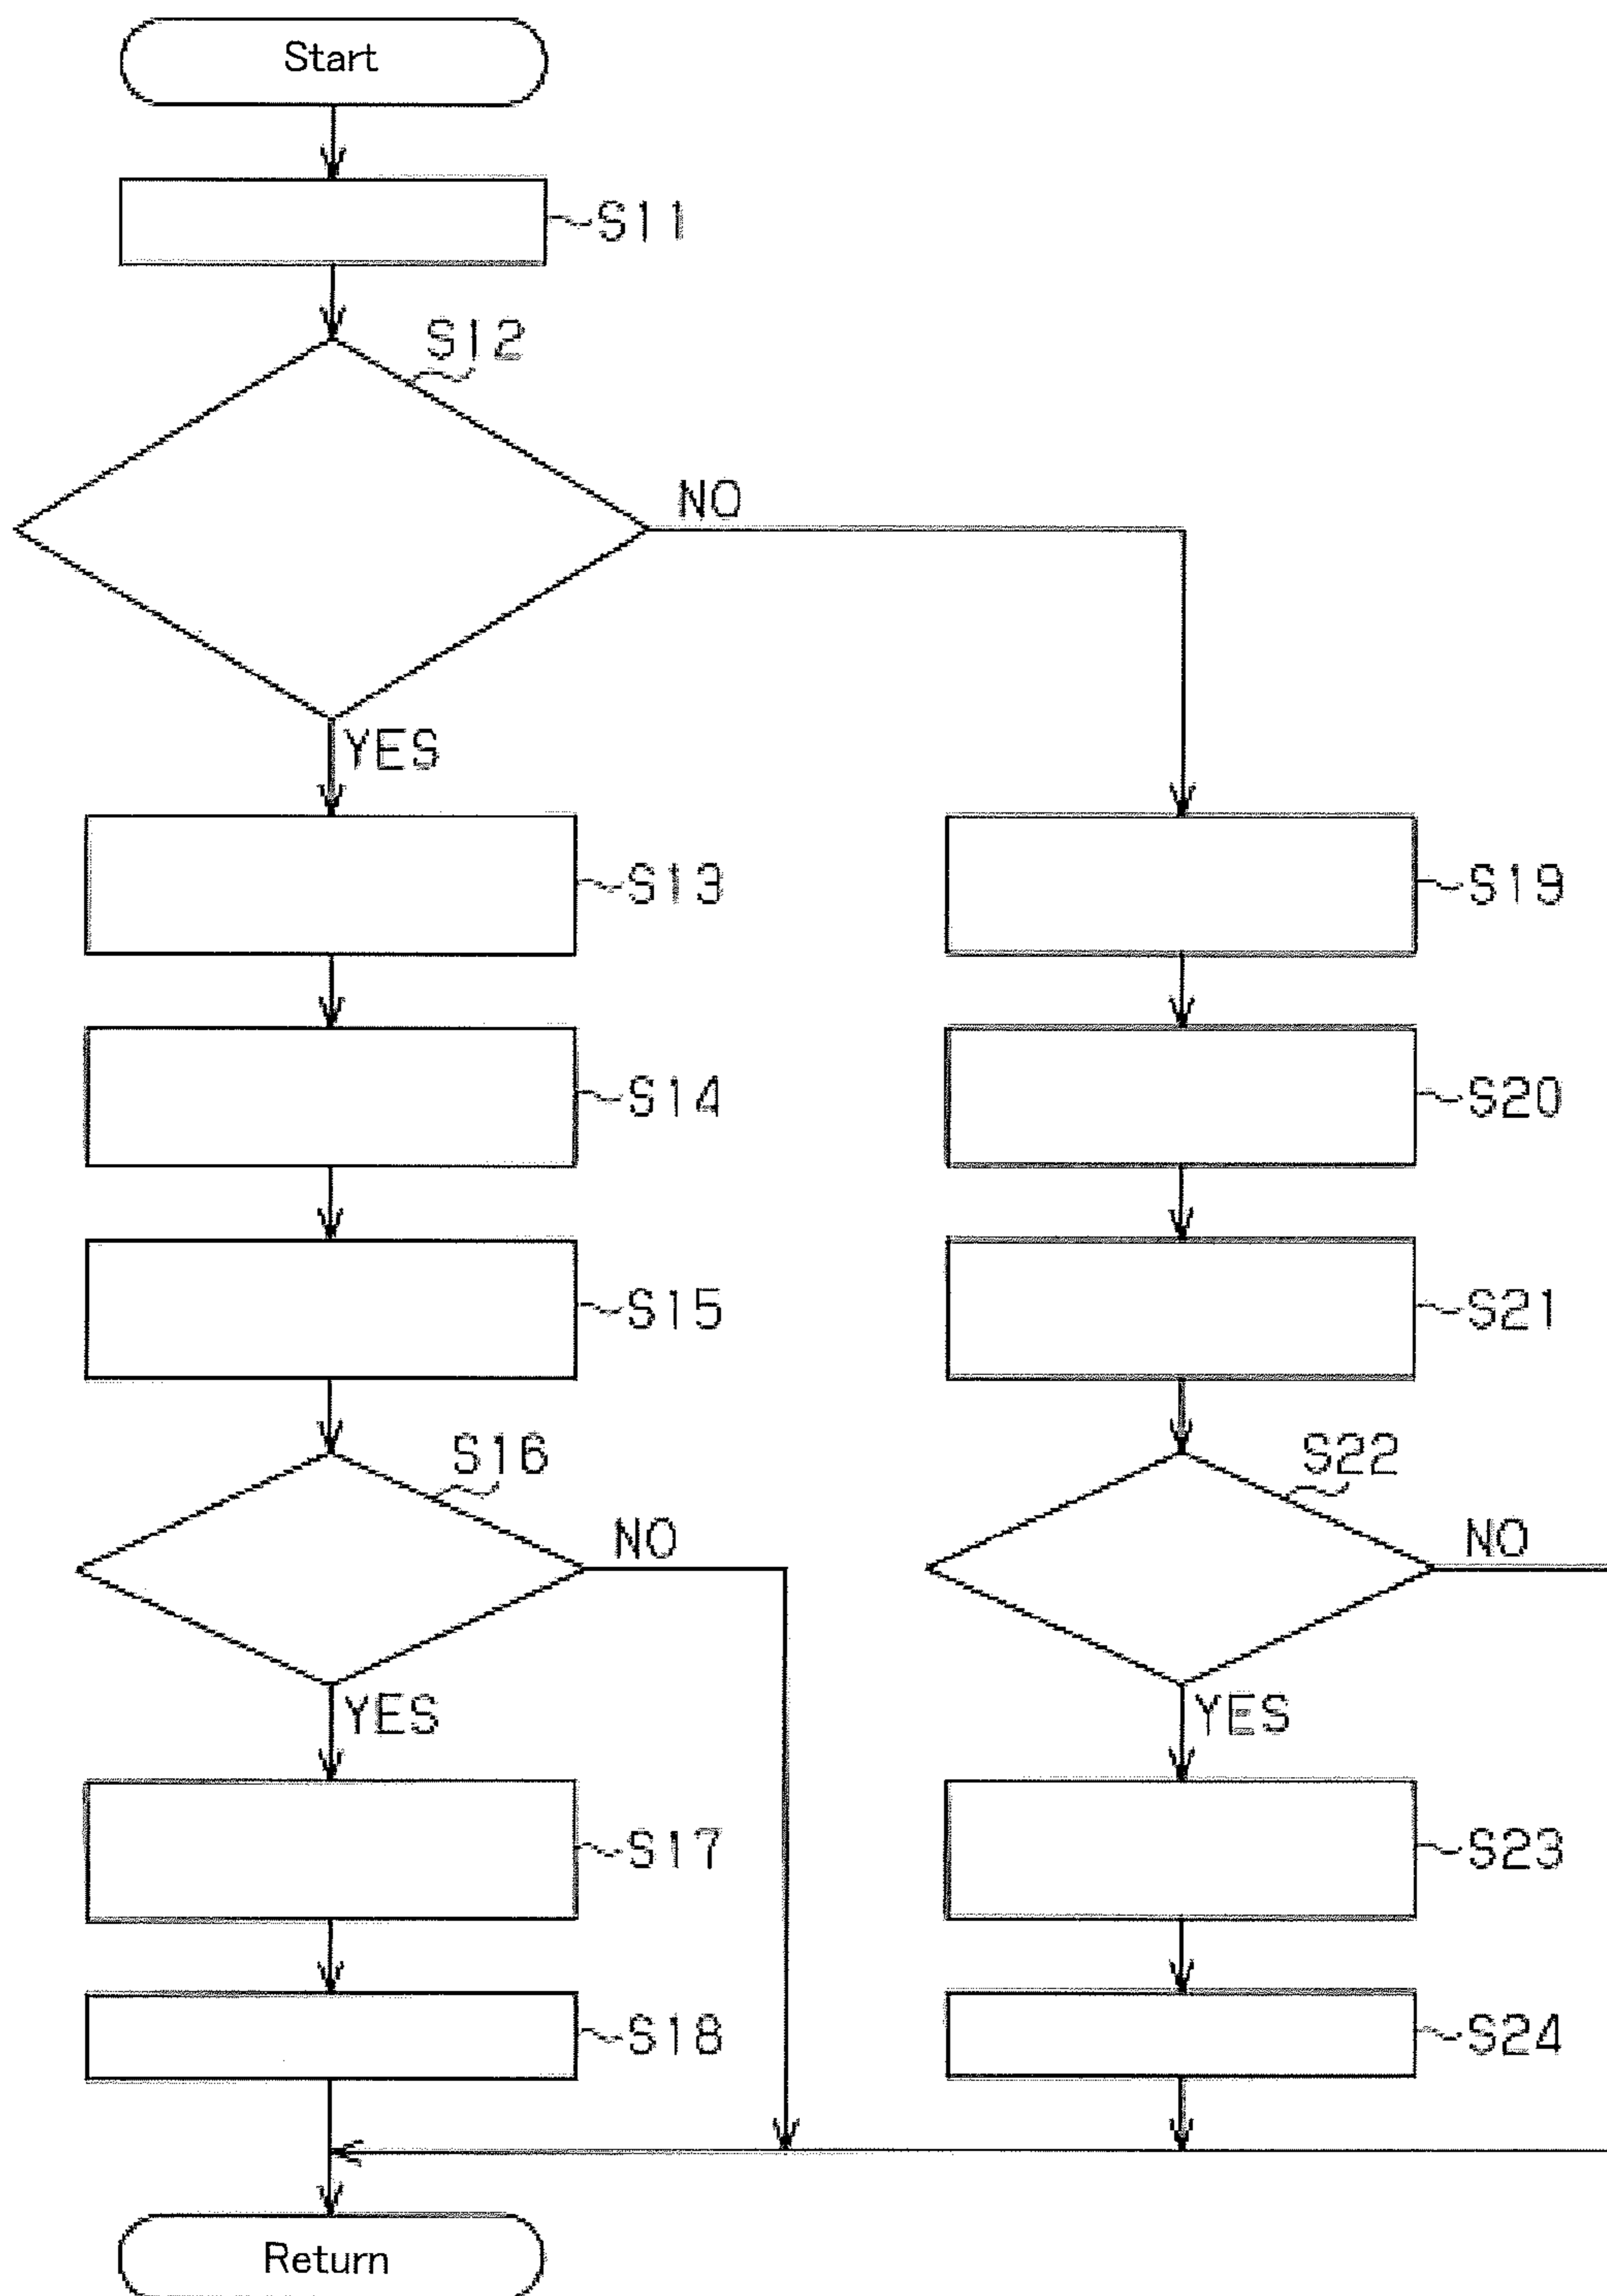 Start
S11
S12
NO
YES
S13
S19
S14
S20
S15
S21
S16
S22
NO
NO
YES
YES
S17
S23
S18
S24
Return